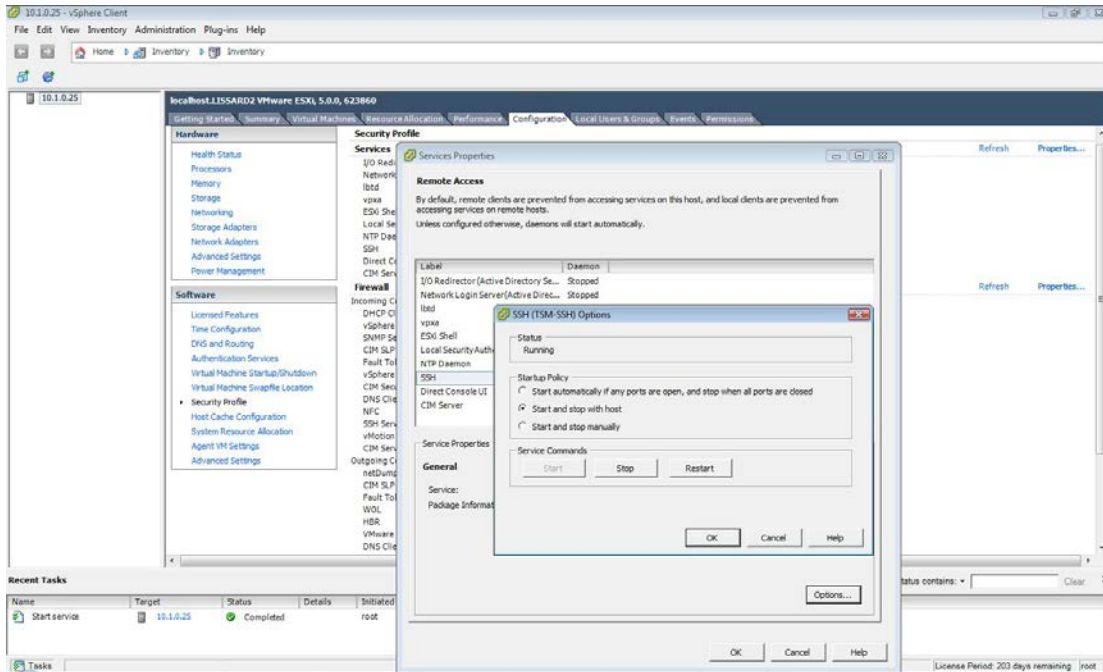 10.1.0.25 - vSphere Client
File Edit View Inventory Administration Plug-ins Help
Home Inventory Inventory
10.1.0.25
localhost.LISSARD2 VMware ESXi, 5.0.0, 623860
Getting Started Summary Virtual Machines Resource Allocation Performance Configuration Local Users & Groups Events Permissions
Hardware
Health Status
Processors
Memory
Storage
Networking
Storage Adapters
Network Adapters
Advanced Settings
Power Management
Software
Licensed Features
Time Configuration
DNS and Routing
Authentication Services
Virtual Machine Startup/Shutdown
Virtual Machine Swapfile Location
Security Profile
Host Cache Configuration
System Resource Allocation
Agent VM Settings
Advanced Settings
Security Profile
Services
Refresh Properties...
I/O Redi
Network
lbtd
vpxa
ESXi She
Local Se
NTP Dae
SSH
Direct Co
CIM Serv
Firewall
Refresh Properties...
Incoming C
DHCP Cl
vSphere
SNMP Se
CIM SLP
Fault Tol
vSphere
CIM Sec
DNS Clie
NFC
SSH Serv
vMotion
CIM Serv
Outgoing C
netDump
CIM SLP
Fault Tol
WOL
HBR
VMware
DNS Clie
Services Properties
Remote Access
By default, remote clients are prevented from accessing services on this host, and local clients are prevented from
accessing services on remote hosts.
Unless configured otherwise, daemons will start automatically.
Label Daemon
I/O Redirector (Active Directory Se... Stopped
Network Login Server (Active Direc... Stopped
lbtd
vpxa
ESXi Shell
Local Security Auth
NTP Daemon
SSH
Direct Console UI
CIM Server
Service Properties
General
Service:
Package Informat
Options...
OK Cancel Help
SSH (TSM-SSH) Options
Status
Running
Startup Policy
Start automatically if any ports are open, and stop when all ports are closed
Start and stop with host
Start and stop manually
Service Commands
Start Stop Restart
OK Cancel Help
Recent Tasks
tatus contains: Clear
Name Target Status Details Initiated
Start service 10.1.0.25 Completed root
Tasks
License Period: 203 days remaining root